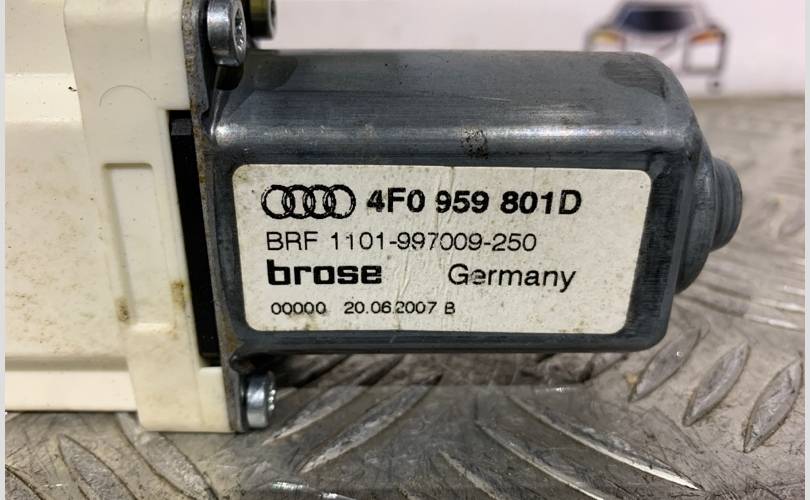 4F0 959 801D
BRF 1101-997009-250
brose Germany
00000 20.06.2007 B